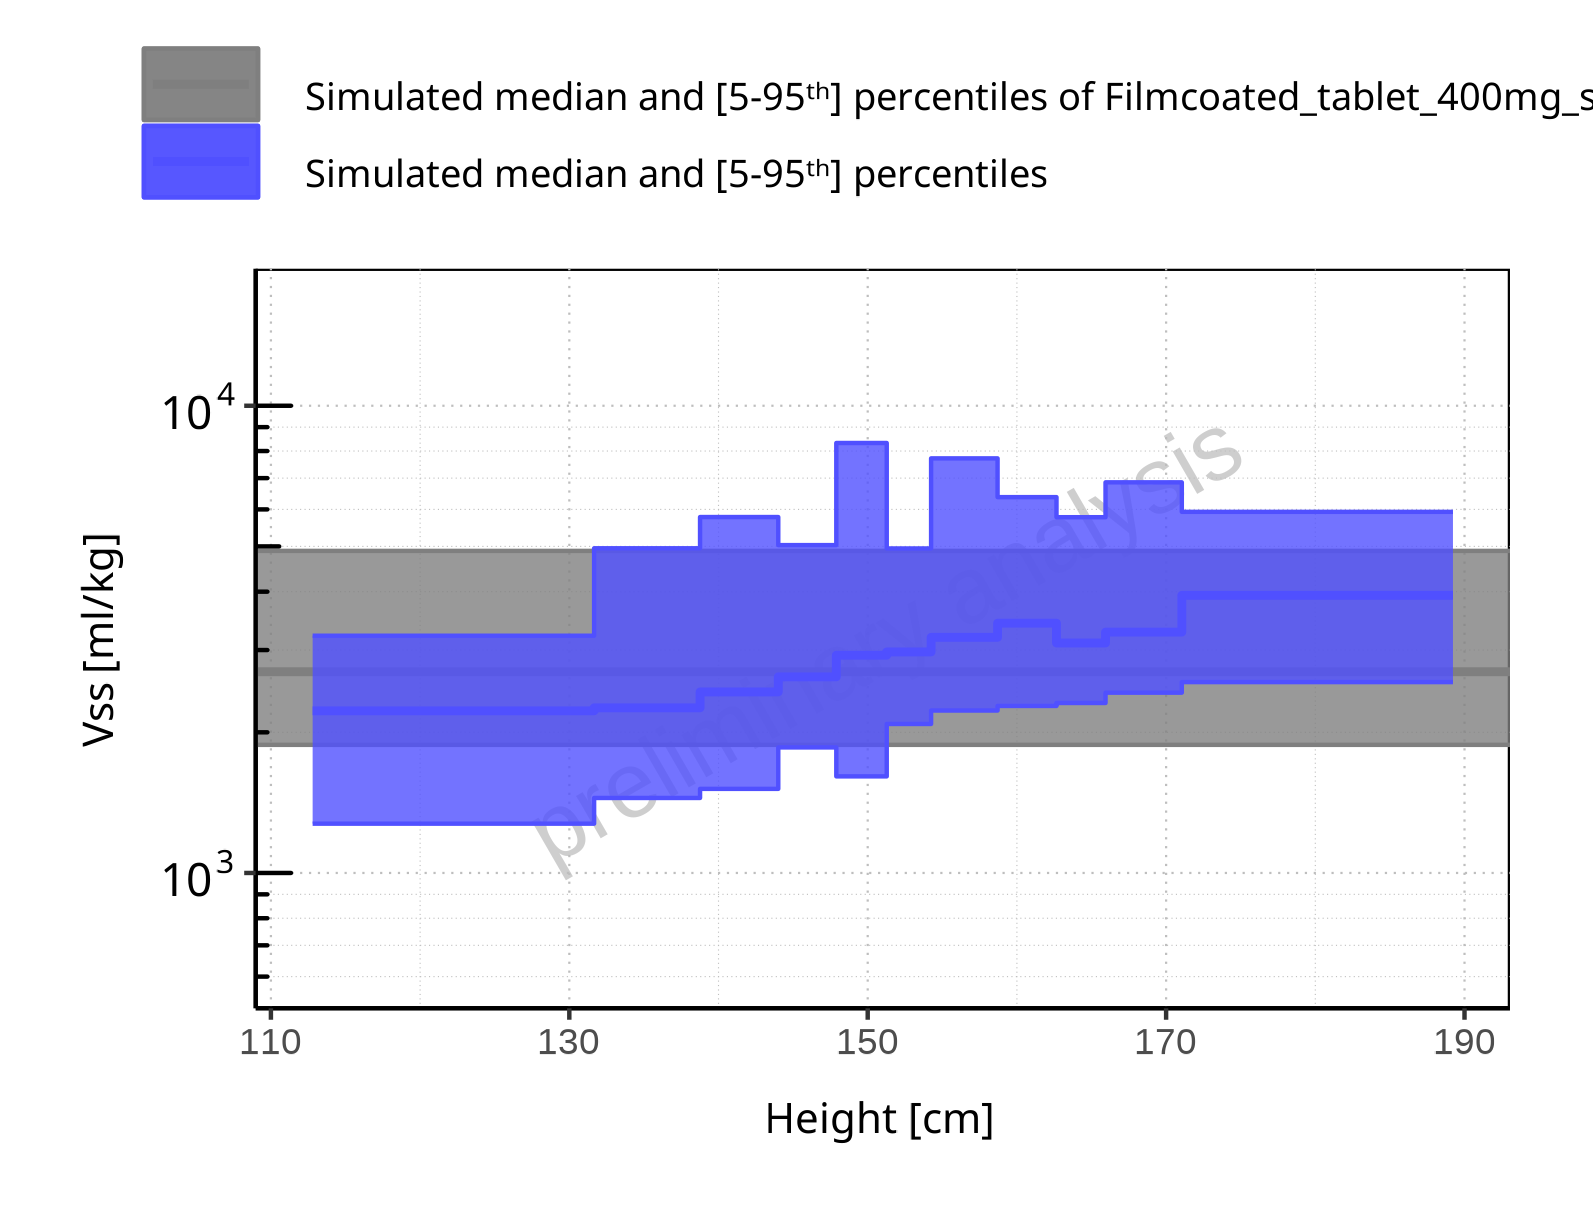 Simulated median and [5-95th] percentiles of Filmcoated_tablet_400mg_s
Simulated median and [5-95th] percentiles
10^4
10^3
Vss [ml/kg]
preliminary analysis
110 130 150 170 190
Height [cm]